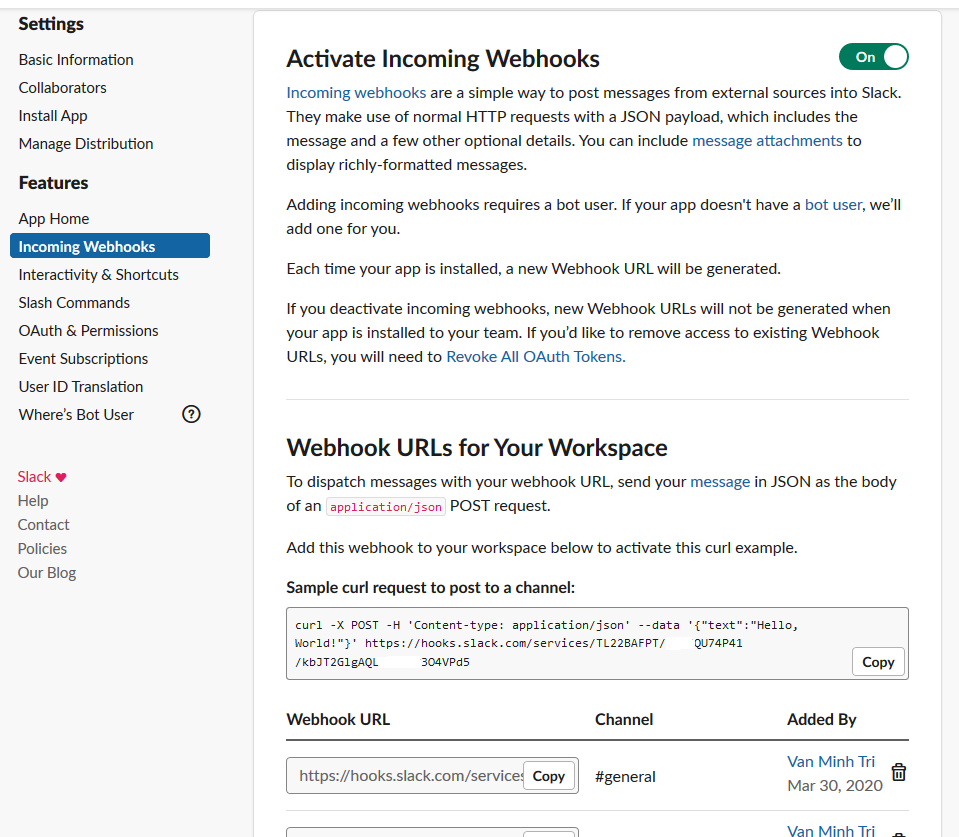 Settings
Basic Information
Collaborators
Install App
Manage Distribution
Features
App Home
Incoming Webhooks
Interactivity & Shortcuts
Slash Commands
OAuth & Permissions
Event Subscriptions
User ID Translation
Where's Bot User
?
Slack ♥
Help
Contact
Policies
Our Blog
Activate Incoming Webhooks
On
Incoming webhooks are a simple way to post messages from external sources into Slack.
They make use of normal HTTP requests with a JSON payload, which includes the
message and a few other optional details. You can include message attachments to
display richly-formatted messages.
Adding incoming webhooks requires a bot user. If your app doesn't have a bot user, we'll
add one for you.
Each time your app is installed, a new Webhook URL will be generated.
If you deactivate incoming webhooks, new Webhook URLs will not be generated when
your app is installed to your team. If you'd like to remove access to existing Webhook
URLs, you will need to Revoke All OAuth Tokens.
Webhook URLs for Your Workspace
To dispatch messages with your webhook URL, send your message in JSON as the body
of an application/json POST request.
Add this webhook to your workspace below to activate this curl example.
Sample curl request to post to a channel:
curl -X POST -H 'Content-type: application/json' --data '{"text":"Hello,
World!"}' https://hooks.slack.com/services/TL22BAFPT/ QU74P41
/kbJT2GlgAQL 3O4VPd5
Copy
Webhook URL Channel Added By
https://hooks.slack.com/services Copy #general Van Minh Tri
Mar 30, 2020
Van Minh Tri